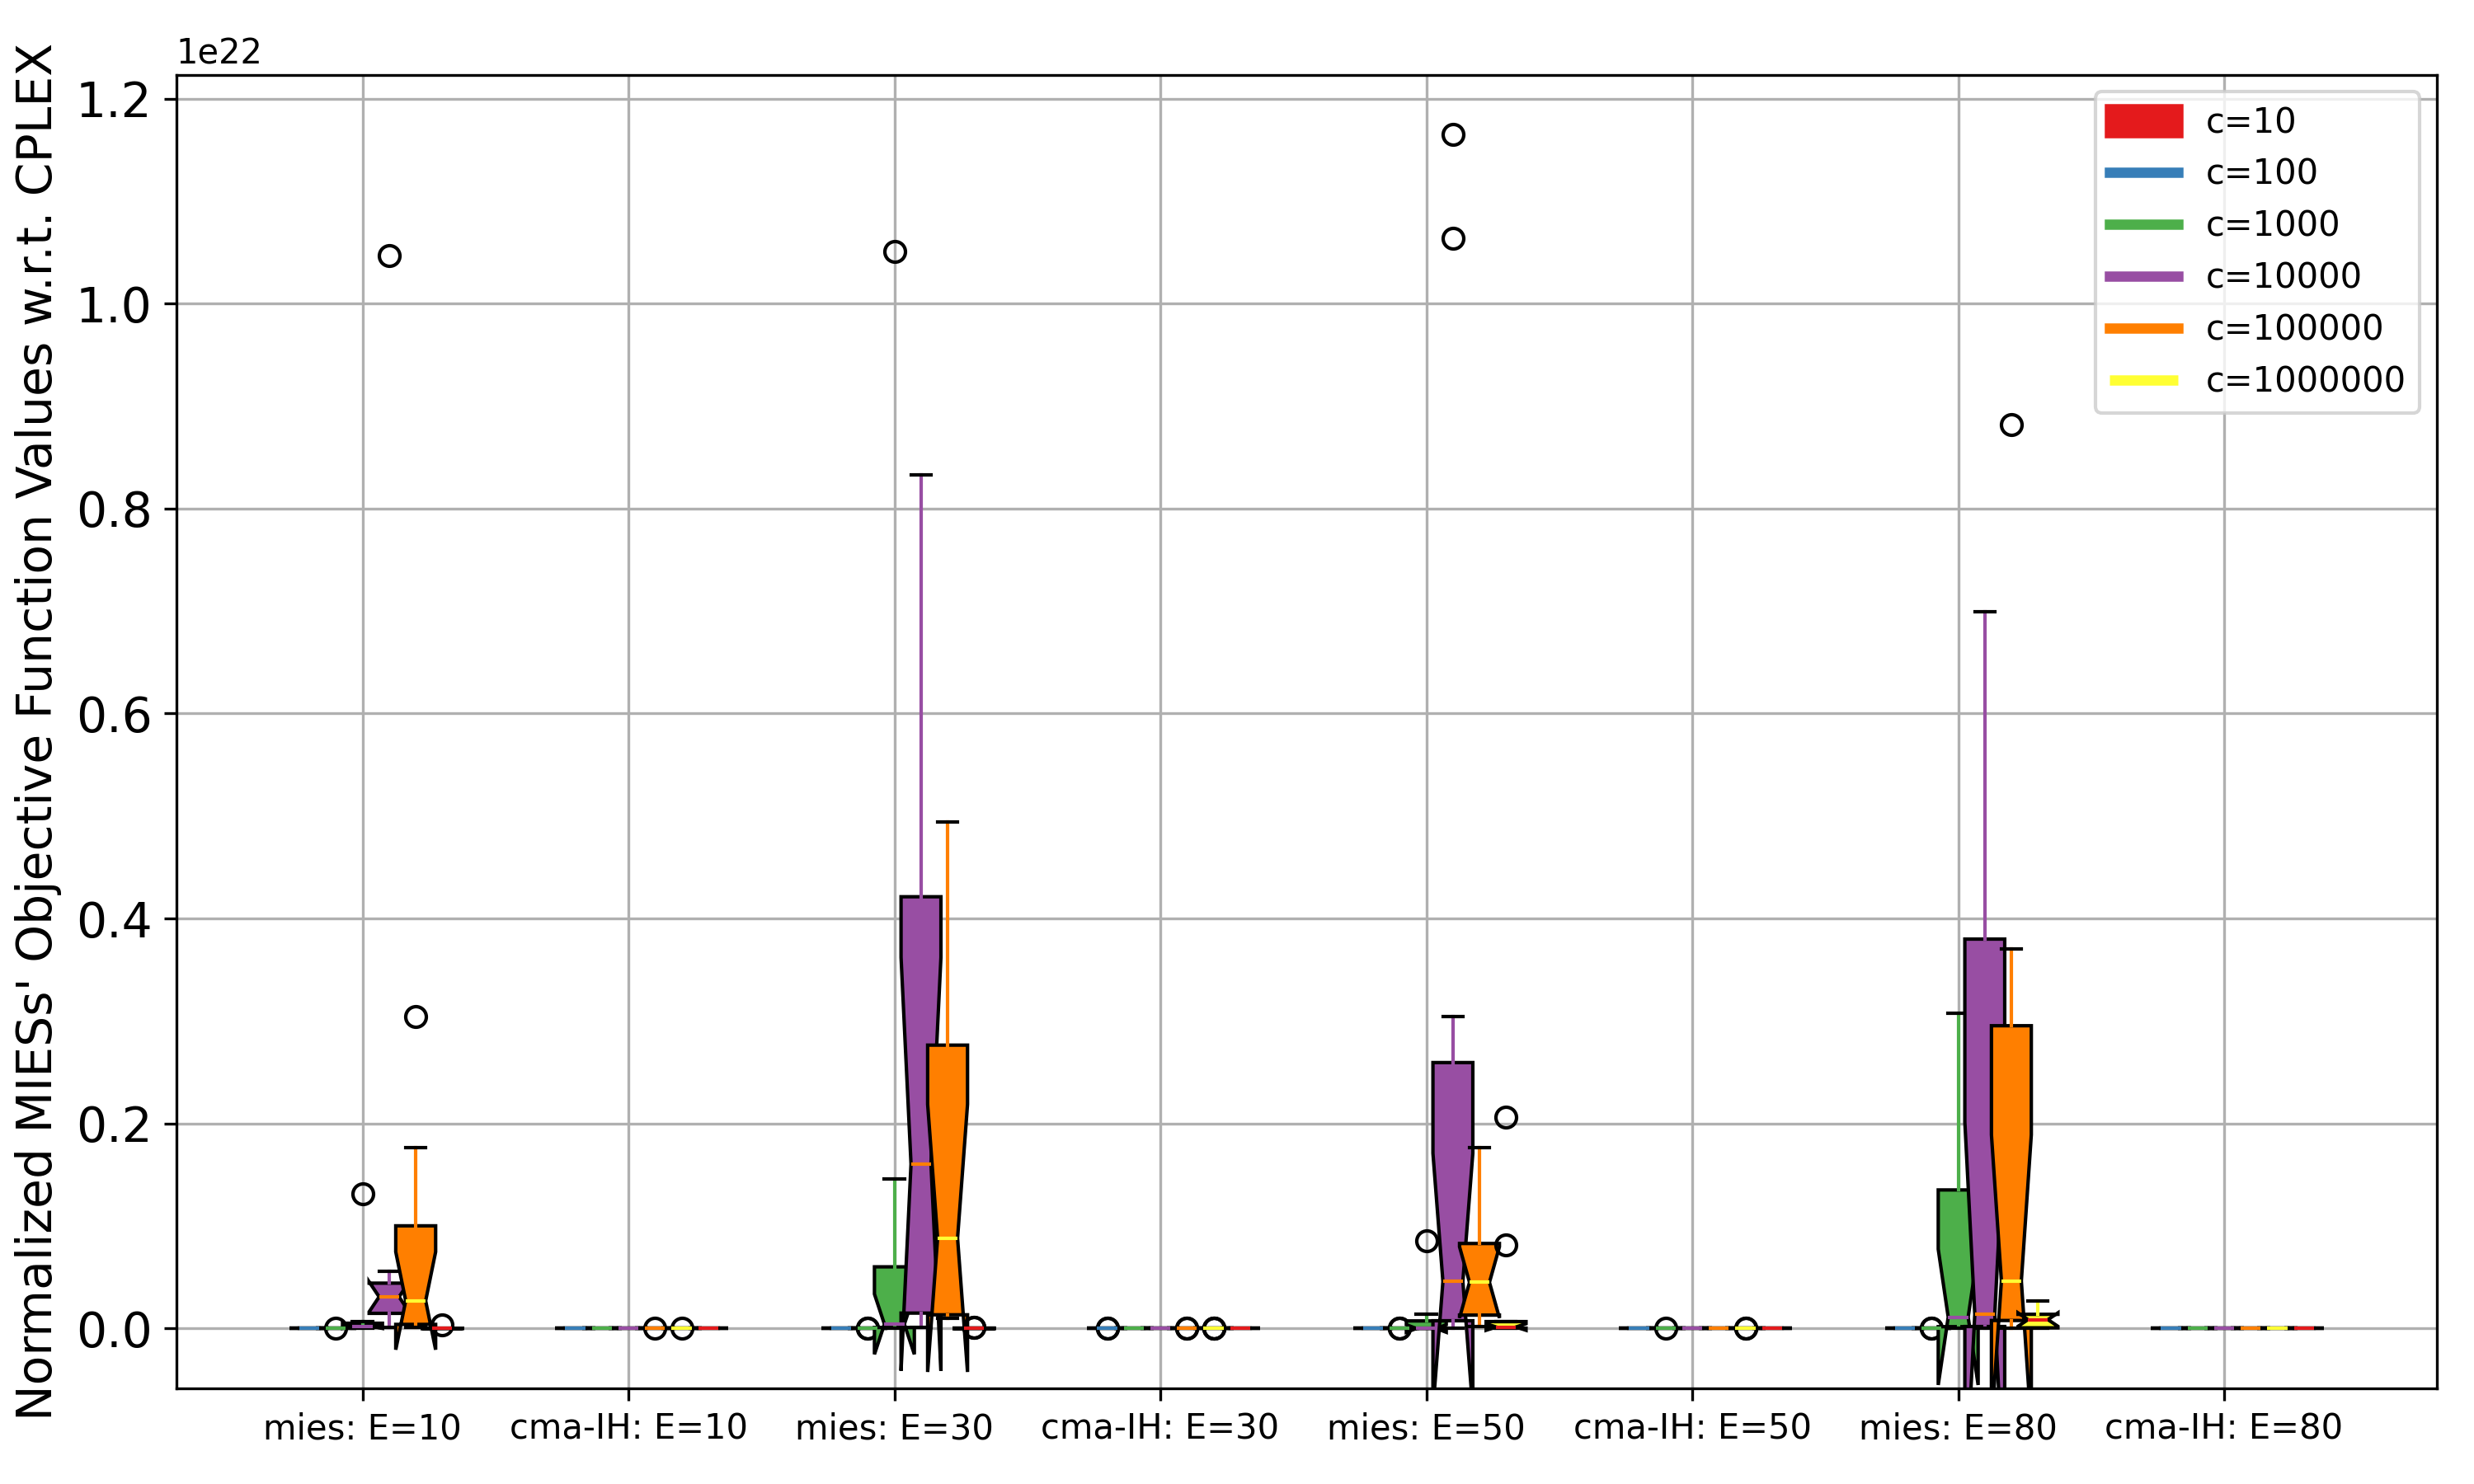 1e22
Normalized MIESs' Objective Function Values w.r.t. CPLEX
1.2
1.0
0.8
0.6
0.4
0.2
0.0
c=10
c=100
c=1000
c=10000
c=100000
c=1000000
mies: E=10
cma-IH: E=10
mies: E=30
cma-IH: E=30
mies: E=50
cma-IH: E=50
mies: E=80
cma-IH: E=80